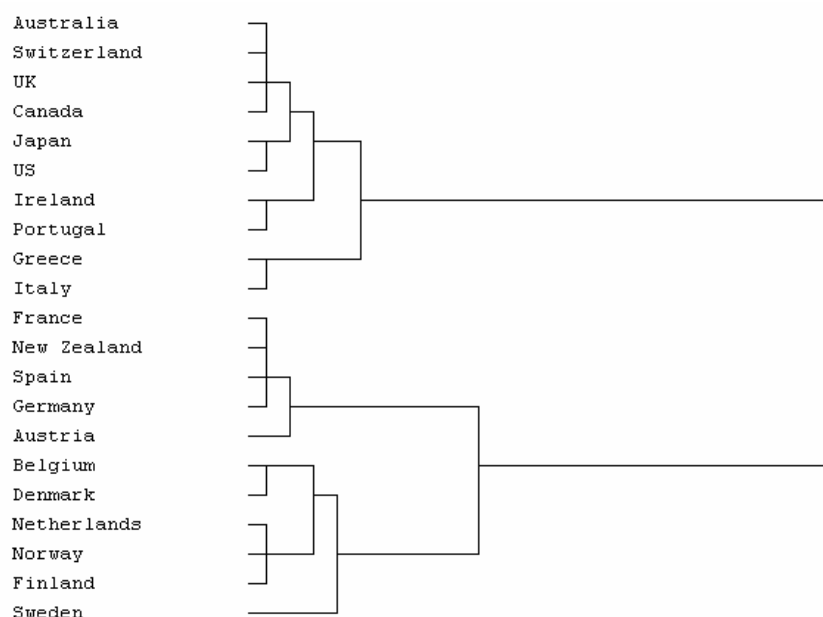 Australia
Switzerland
UK
Canada
Japan
US
Ireland
Portugal
Greece
Italy
France
New Zealand
Spain
Germany
Austria
Belgium
Denmark
Netherlands
Norway
Finland
Sweden